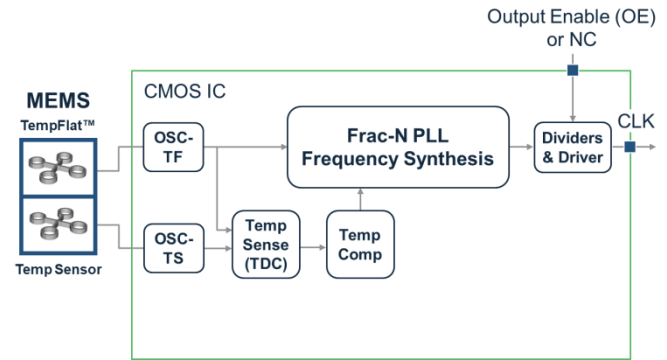 Output Enable (OE)
or NC
MEMS
TempFlat™
CMOS IC
CLK
OSC-
TF
Frac-N PLL
Frequency Synthesis
Dividers
& Driver
OSC-
TS
Temp
Sense
(TDC)
Temp
Comp
Temp Sensor